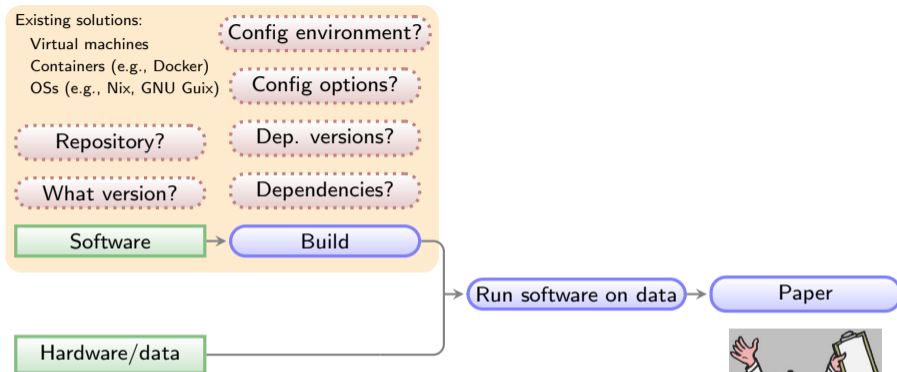 Existing solutions:
Virtual machines
Containers (e.g., Docker)
OSs (e.g., Nix, GNU Guix)
Config environment?
Config options?
Repository?
Dep. versions?
What version?
Dependencies?
Software
Build
Run software on data
Paper
Hardware/data